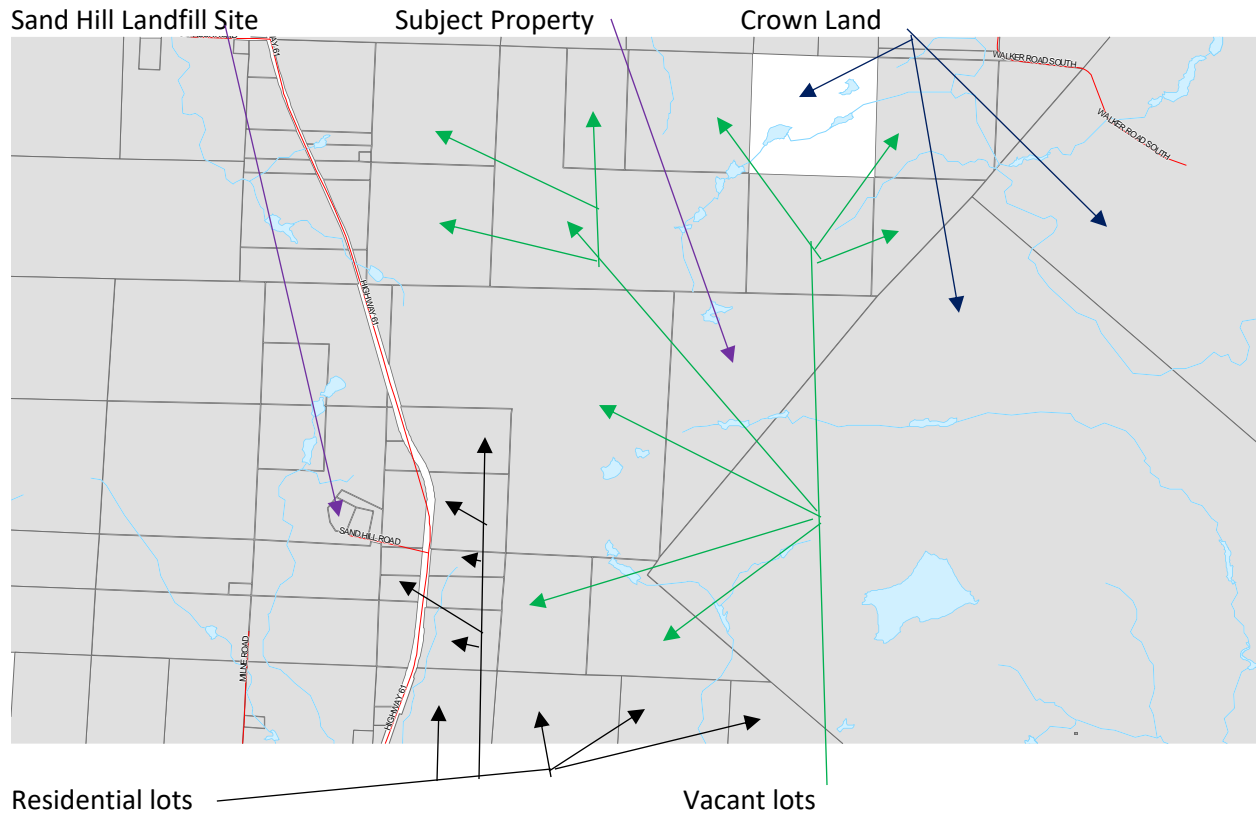 Sand Hill Landfill Site
Subject Property
Crown Land
WALKER ROAD SOUTH
WALKER ROAD SOUTH
HIGHWAY 61
SAND HILL ROAD
MILNE ROAD
HIGHWAY 61
Residential lots
Vacant lots